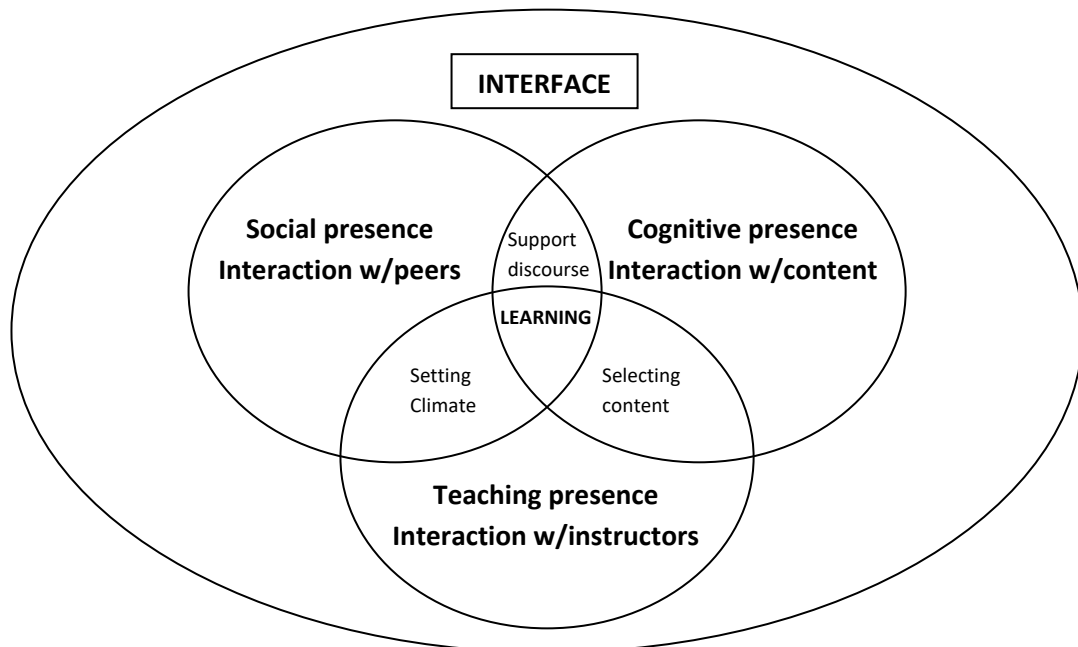 INTERFACE
Social presence
Interaction w/peers
Support
discourse
Cognitive presence
Interaction w/content
LEARNING
Setting
Climate
Selecting
content
Teaching presence
Interaction w/instructors